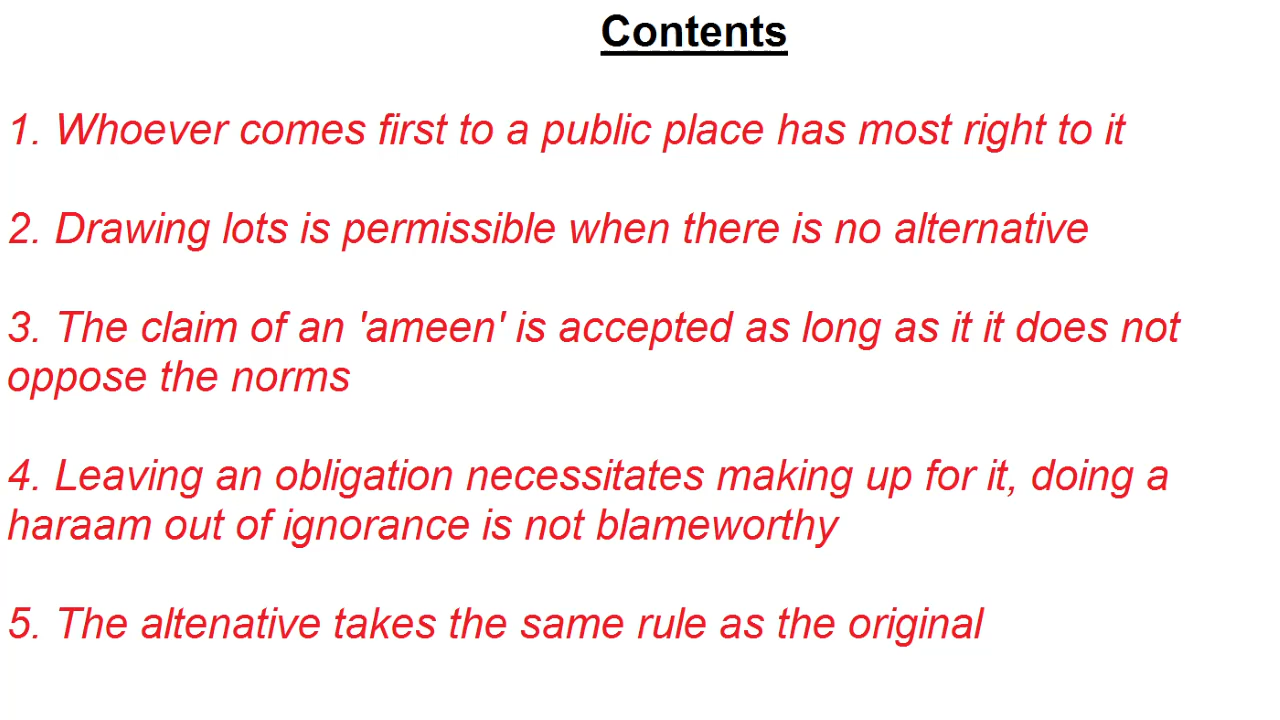 Contents
1. Whoever comes first to a public place has most right to it
2. Drawing lots is permissible when there is no alternative
3. The claim of an 'ameen' is accepted as long as it it does not
oppose the norms
4. Leaving an obligation necessitates making up for it, doing a
haraam out of ignorance is not blameworthy
5. The altenative takes the same rule as the original